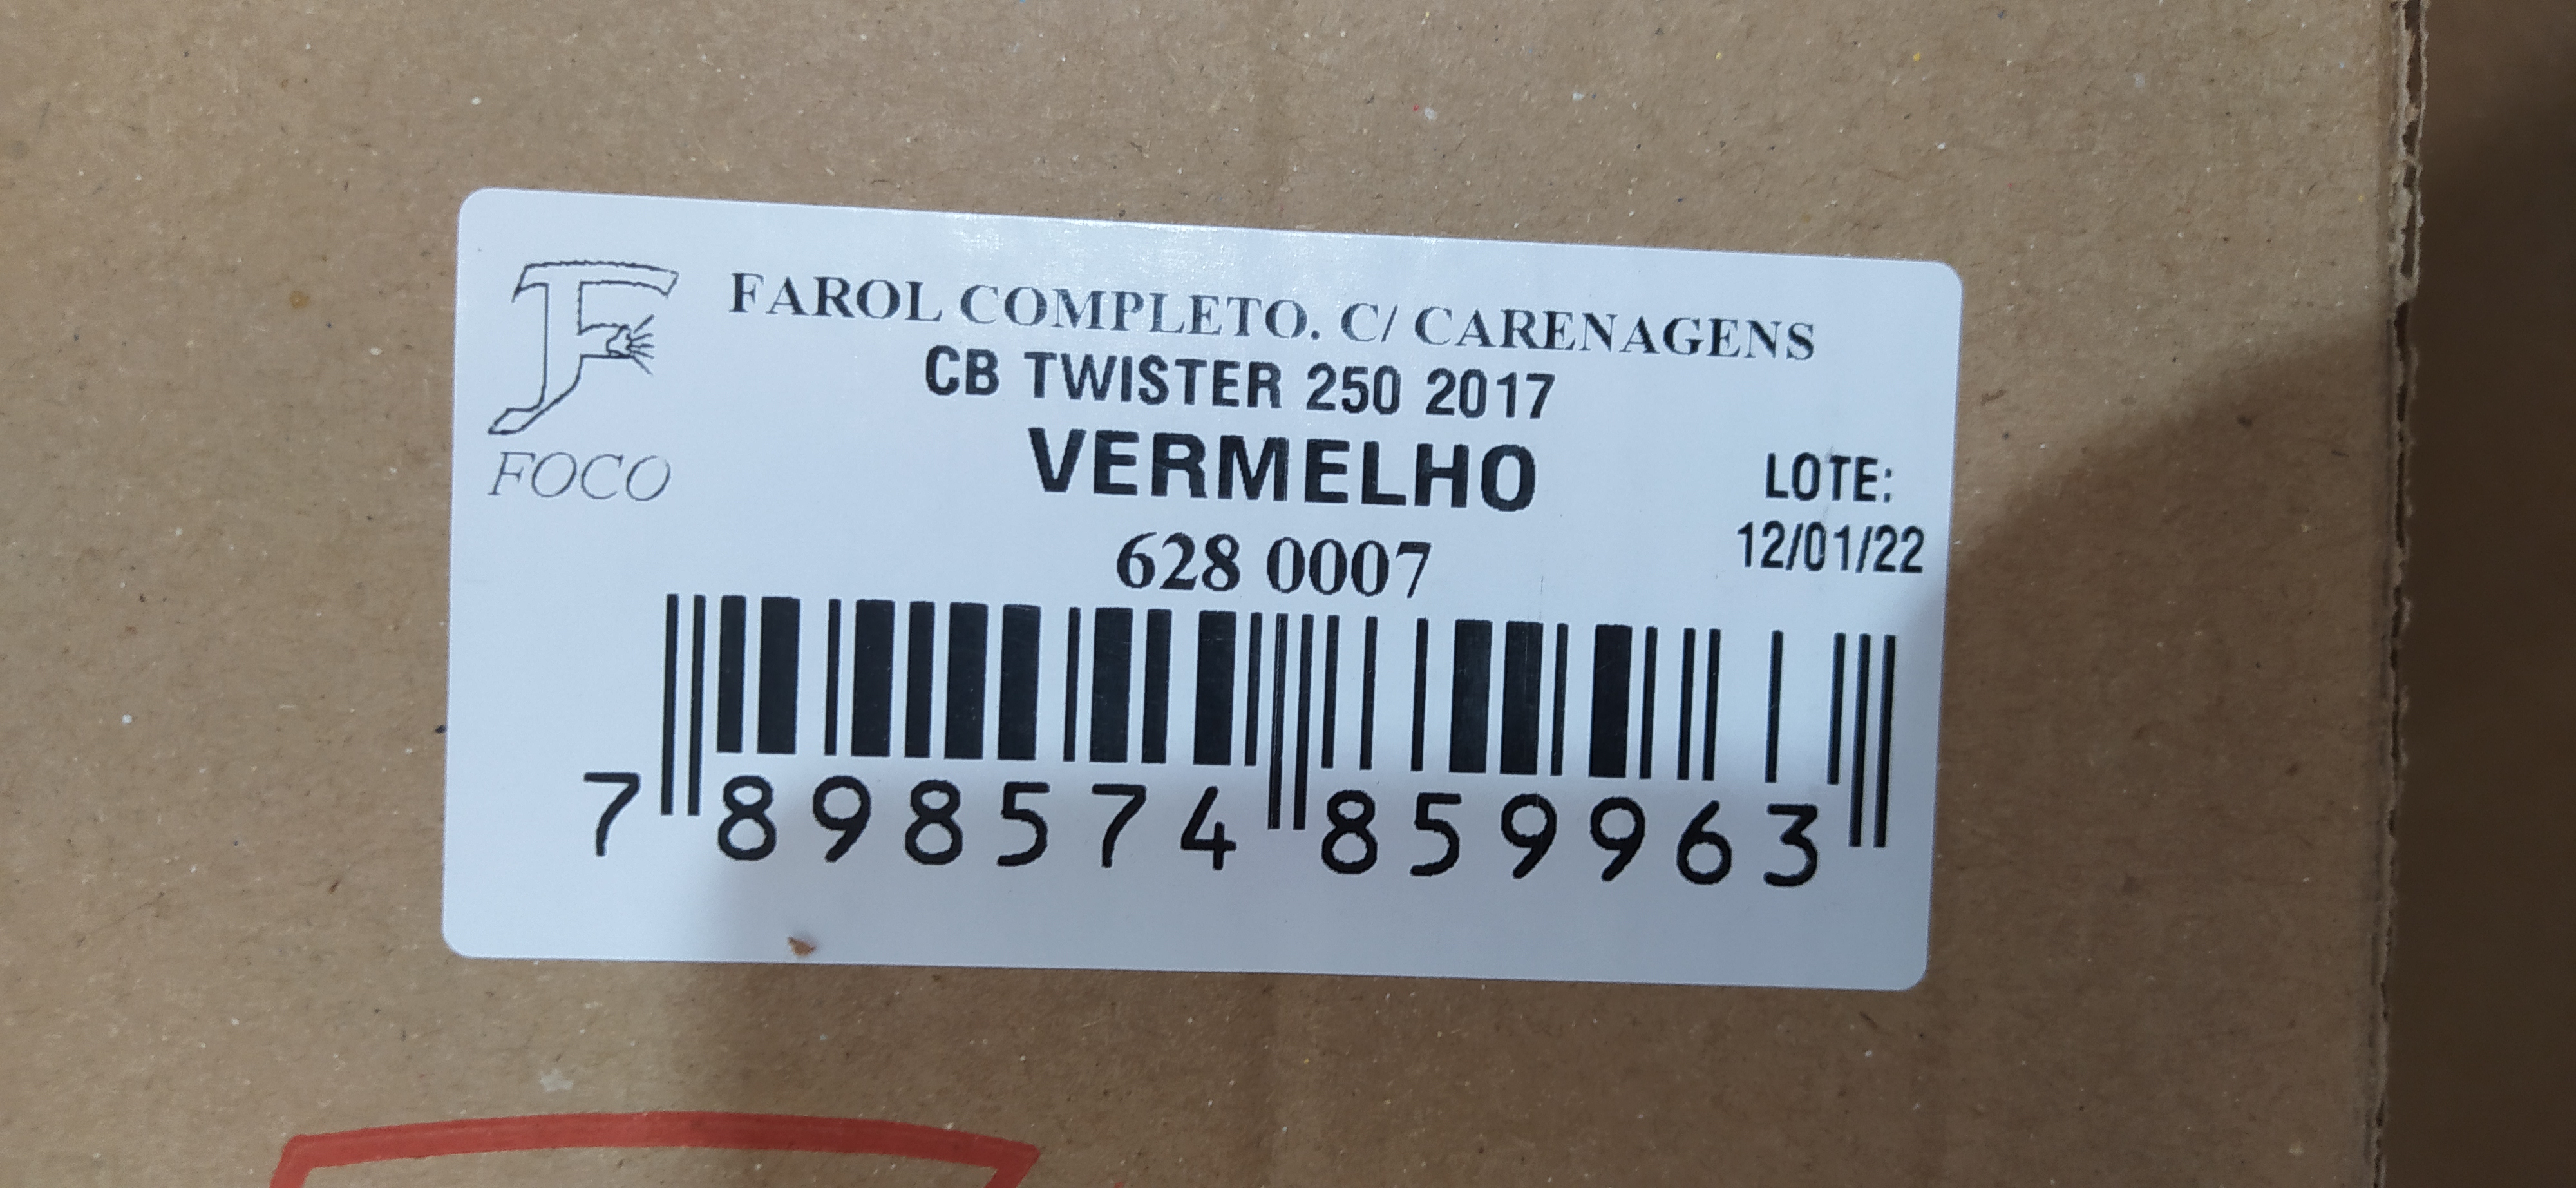 FAROL COMPLETO. C/ CARENAGENS
CB TWISTER 250 2017
VERMELHO
FOCO
LOTE:
12/01/22
628 0007
7 898574 859963